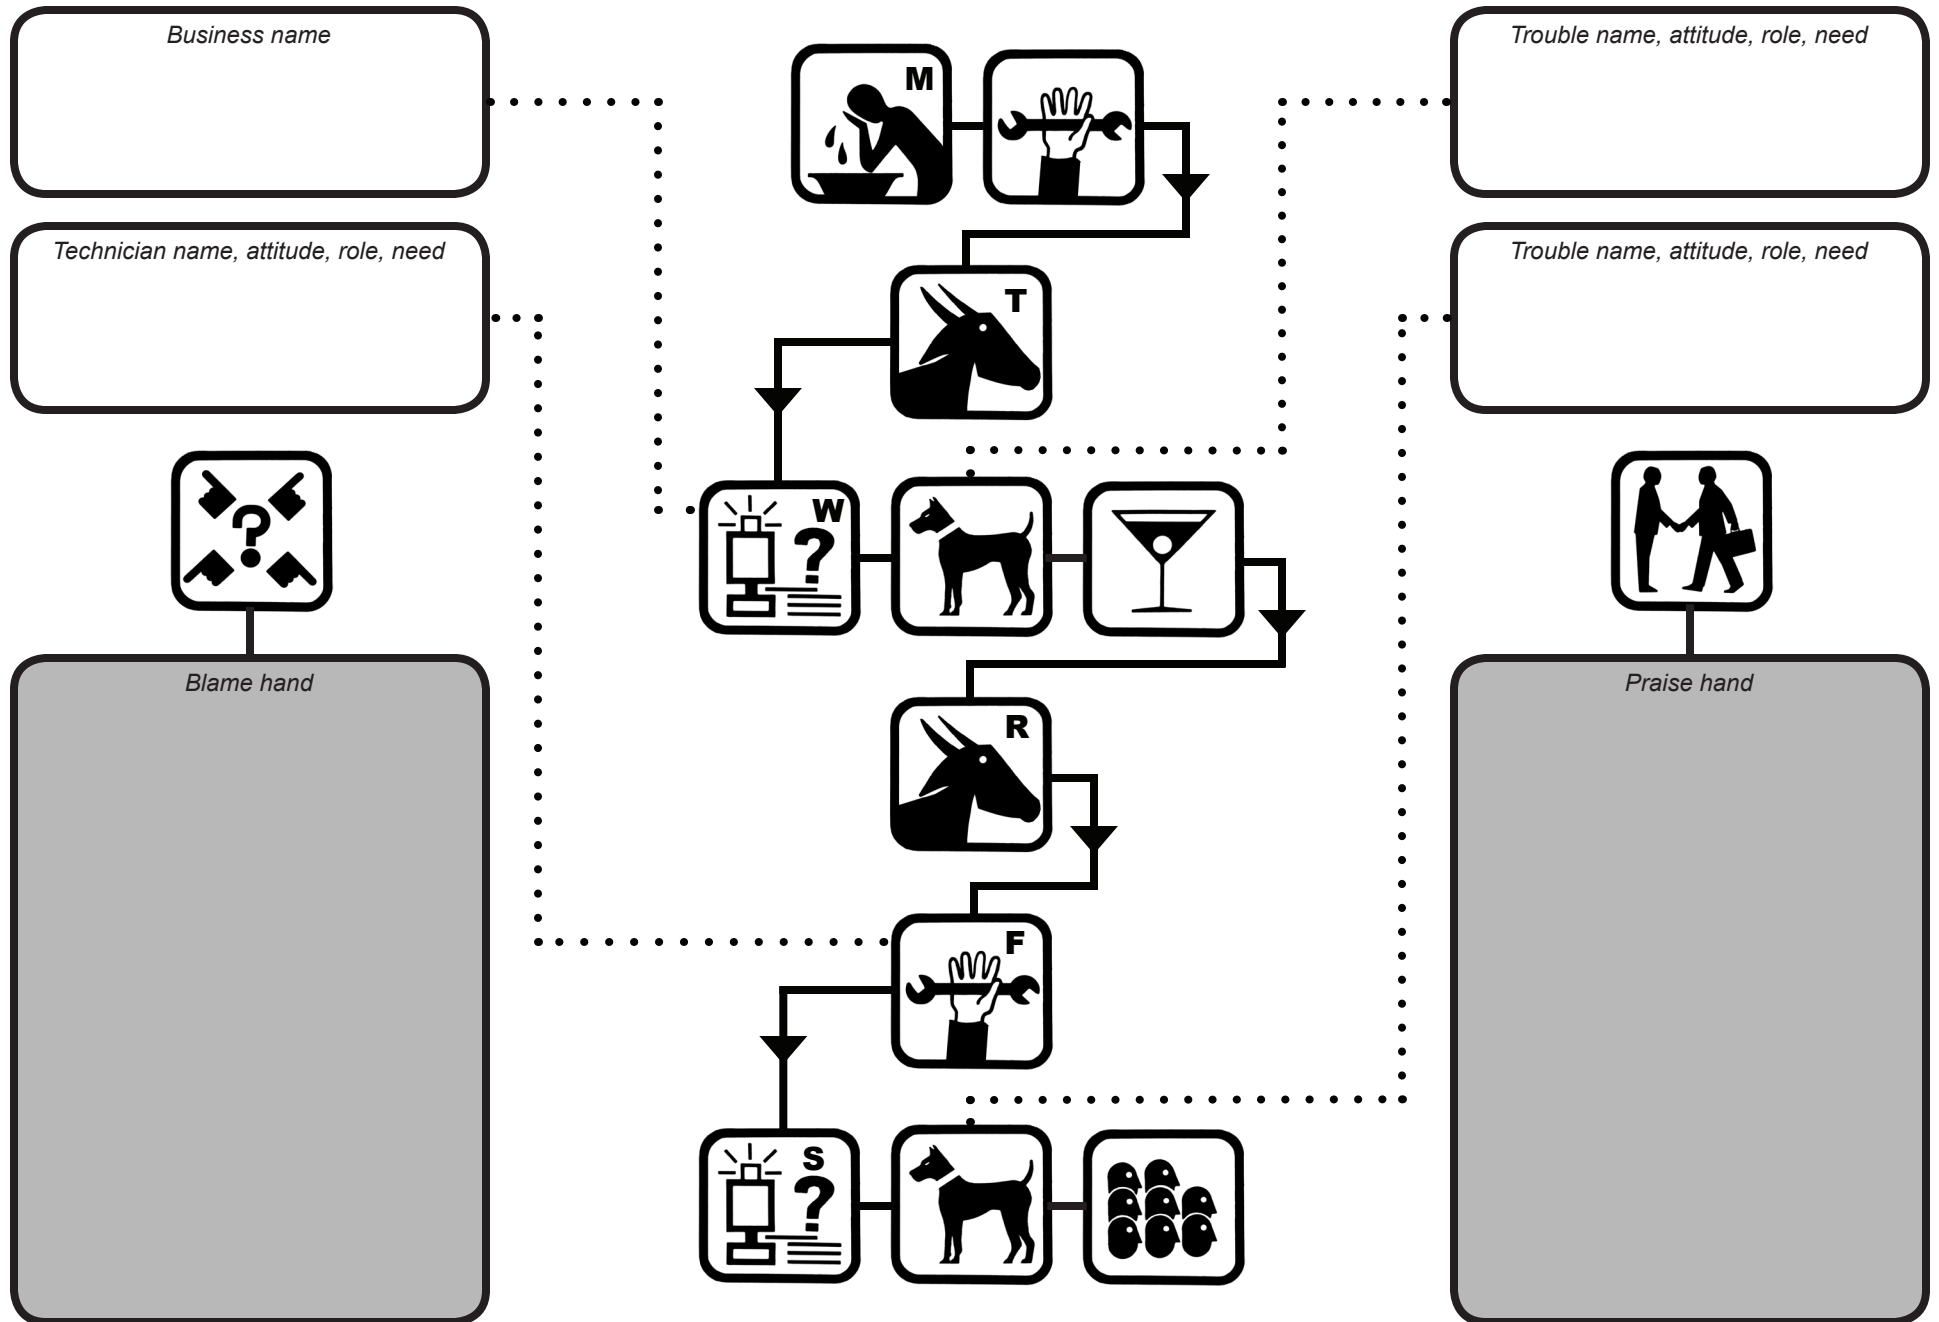 Business name
Trouble name, attitude, role, need
M
Technician name, attitude, role, need
Trouble name, attitude, role, need
T
?
W
?
Blame hand
Praise hand
R
F
S
?